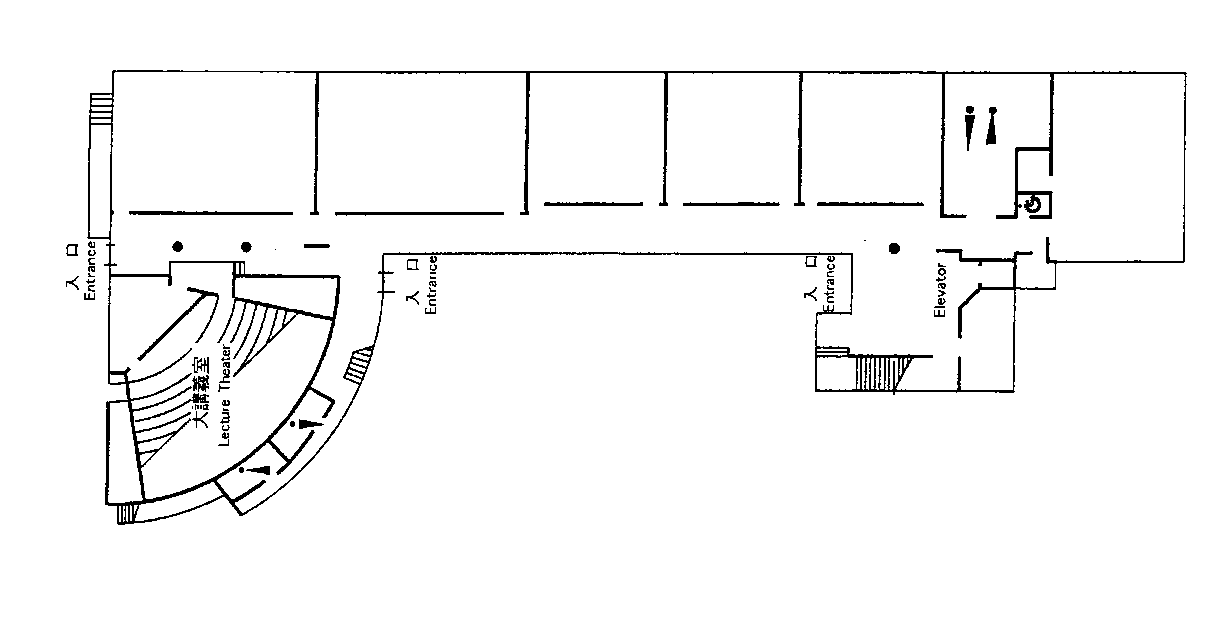 入口
Entrance
入口
Entrance
入口
Entrance
Elevator
大講義室
Lecture Theater